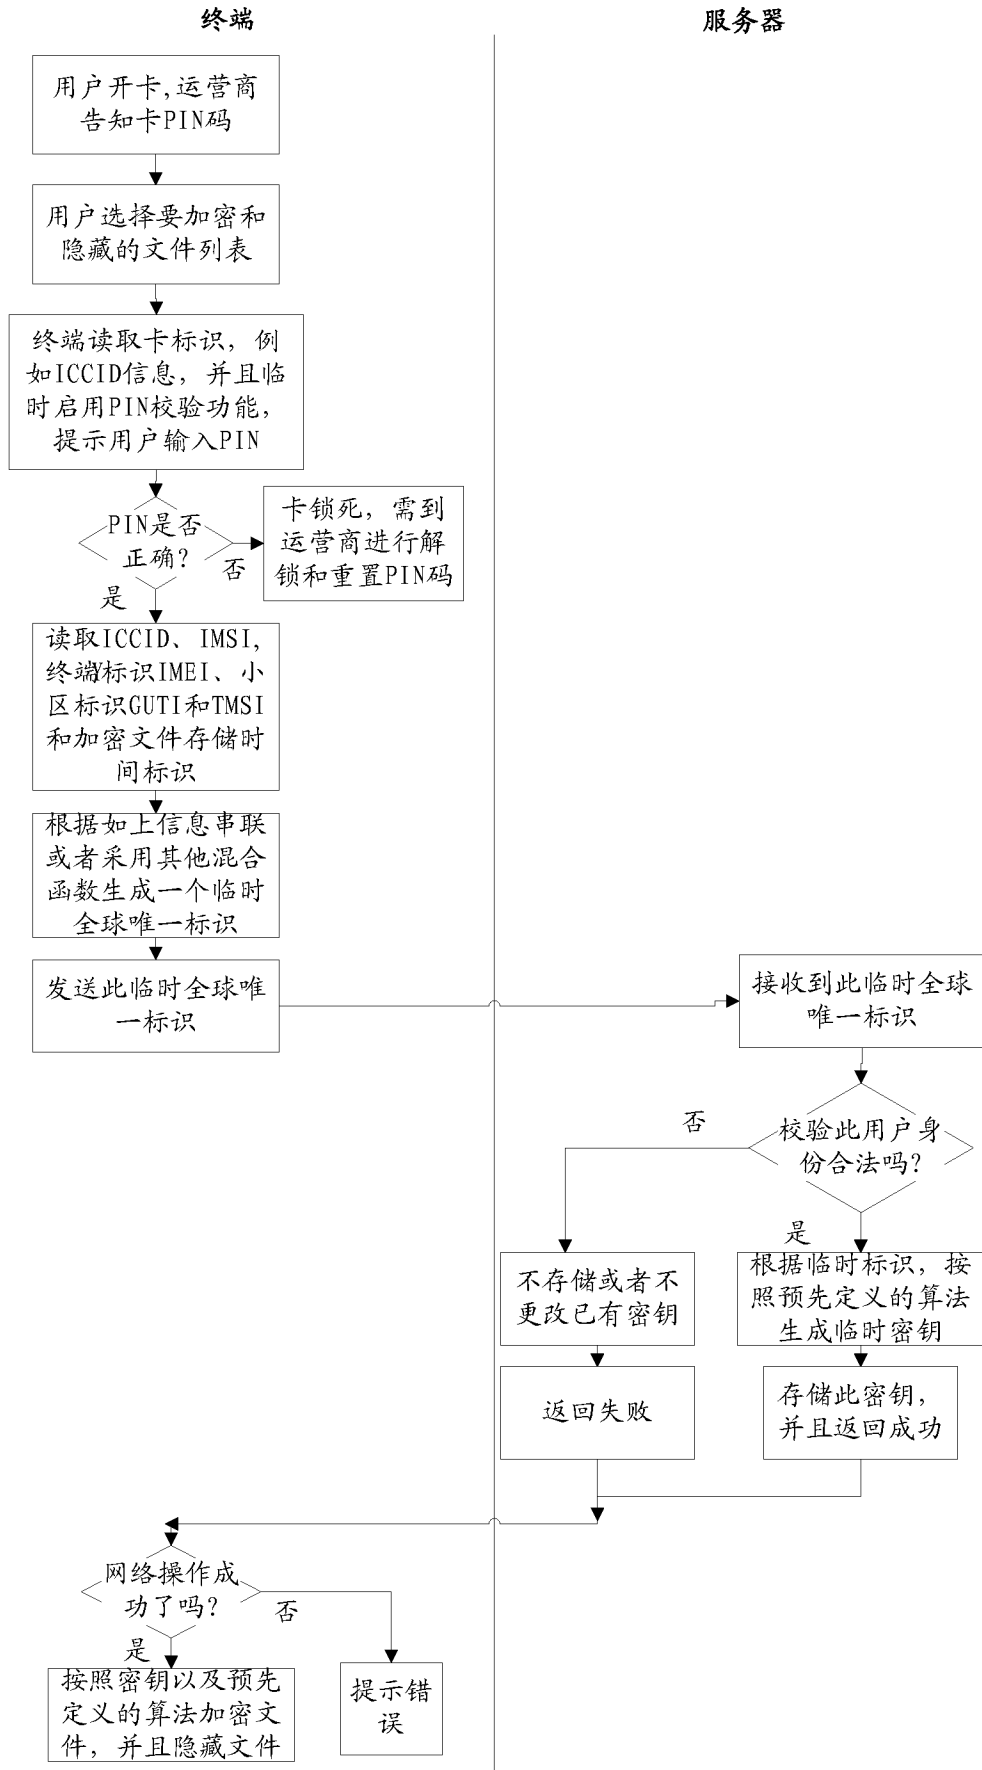 终端
服务器
用户开卡,运营商
告知卡PIN码
用户选择要加密和
隐藏的文件列表
终端读取卡标识，例
如ICCID信息，并且临
时启用PIN校验功能，
提示用户输入PIN
PIN是否
正确?
否
是
卡锁死，需到
运营商进行解
锁和重置PIN码
读取ICCID、IMSI,
终端Y标识IMEI、小
区标识GUTI和TMSI
和加密文件存储时
间标识
根据如上信息串联
或者采用其他混合
函数生成一个临时
全球唯一标识
发送此临时全球唯
一标识
接收到此临时全球
唯一标识
校验此用户身
份合法吗?
否
是
不存储或者不
更改已有密钥
根据临时标识，按
照预先定义的算法
生成临时密钥
返回失败
存储此密钥，
并且返回成功
网络操作成
功了吗?
否
是
按照密钥以及预先
定义的算法加密文
件，并且隐藏文件
提示错
误